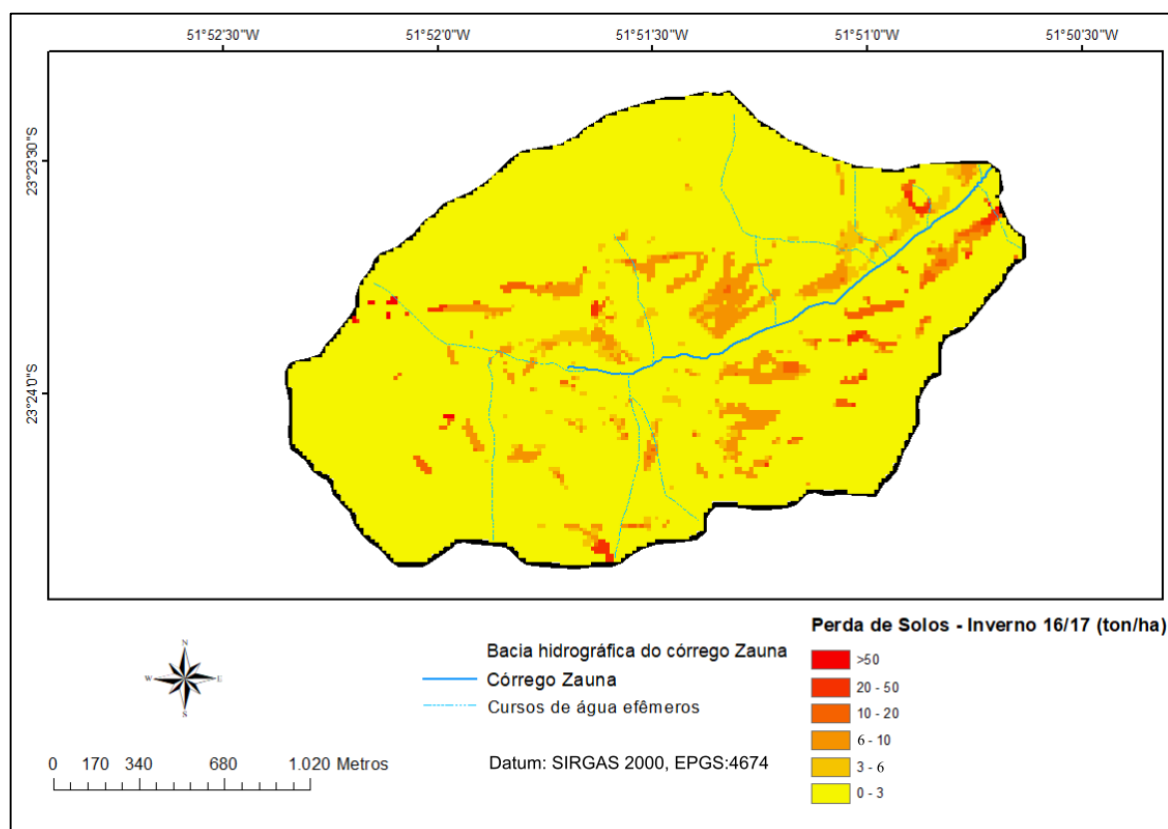 51°52'30"W 51°52'0"W 51°51'30"W 51°51'0"W 51°50'30"W
23°23'30"S
23°24'0"S
N
W E
S
0 170 340 680 1.020 Metros
Bacia hidrográfica do córrego Zauna
Córrego Zauna
Cursos de água efêmeros
Datum: SIRGAS 2000, EPGS:4674
Perda de Solos - Inverno 16/17 (ton/ha)
>50
20 - 50
10 - 20
6 - 10
3 - 6
0 - 3